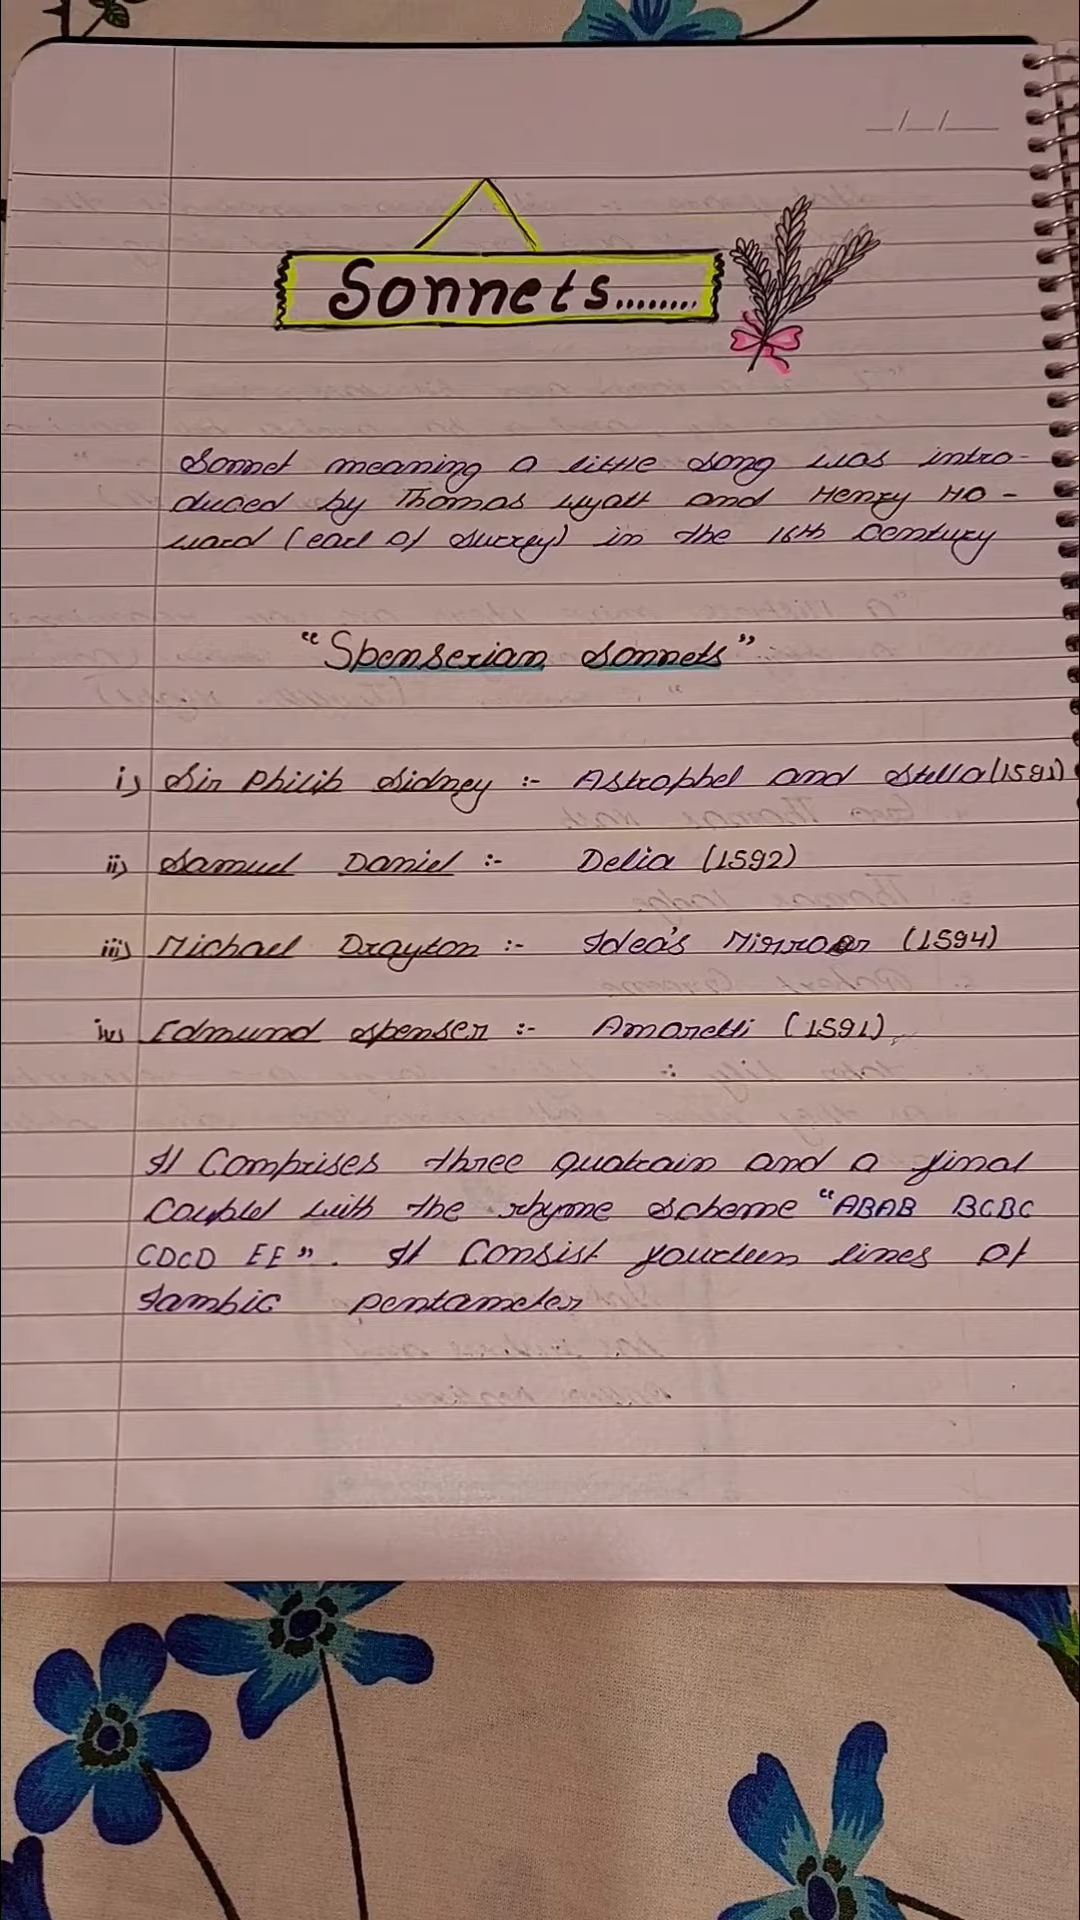 __/__/____
Sonnets........
Sonnet meaning a little song was intro-
duced by Thomas Wyatt and Henry Ho-
ward (earl of Surrey) in the 16th Century
"Spenserian Sonnets"
i) Sir Philip Sidney :- Astrophel and Stella (1591)
ii) Samuel Daniel :- Delia (1592)
iii) Michael Drayton :- Idea's Mirror (1594)
iv) Edmund Spenser :- Amoretti (1591)
It Comprises three quatrain and a final
Couplet with the rhyme scheme "ABAB BCBC
CDCD EE". It Consist fourteen lines of
Iambic pentameter